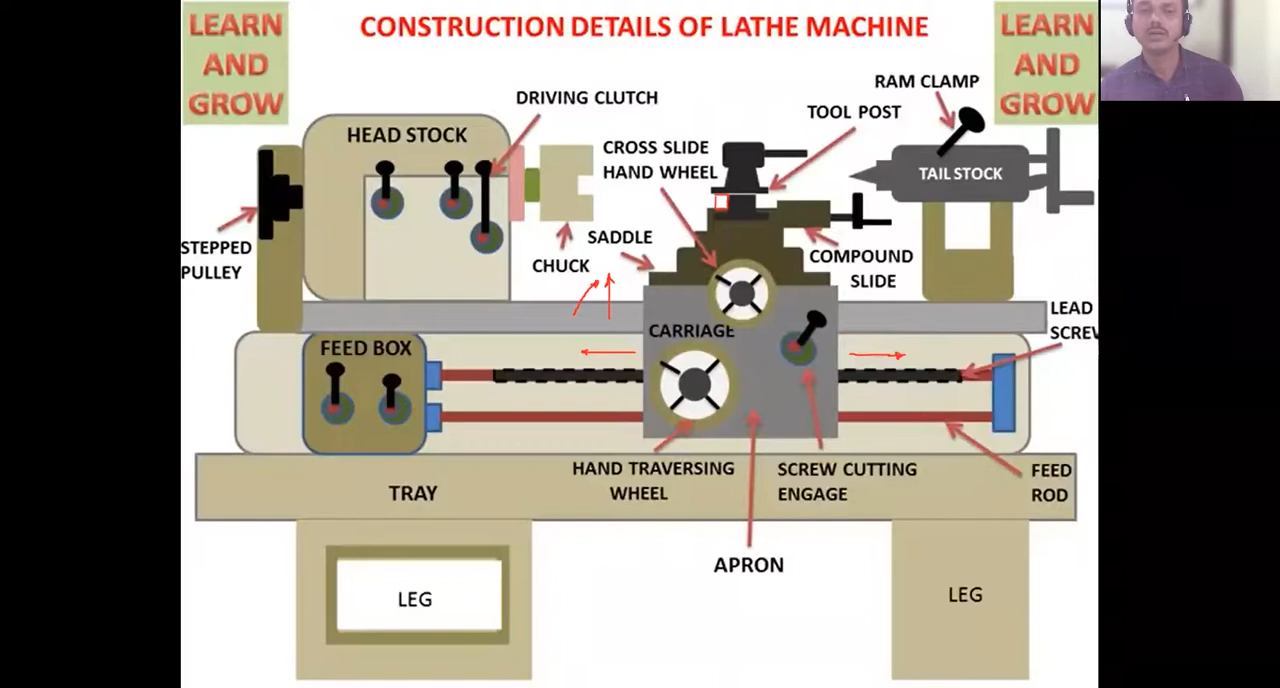 LEARN
AND
GROW
CONSTRUCTION DETAILS OF LATHE MACHINE
LEARN
AND
GROW
RAM CLAMP
DRIVING CLUTCH
TOOL POST
HEAD STOCK
CROSS SLIDE
HAND WHEEL
TAIL STOCK
STEPPED
PULLEY
SADDLE
CHUCK
COMPOUND
SLIDE
LEAD
SCREW
CARRIAGE
FEED BOX
HAND TRAVERSING
WHEEL
SCREW CUTTING
ENGAGE
FEED
ROD
TRAY
APRON
LEG
LEG